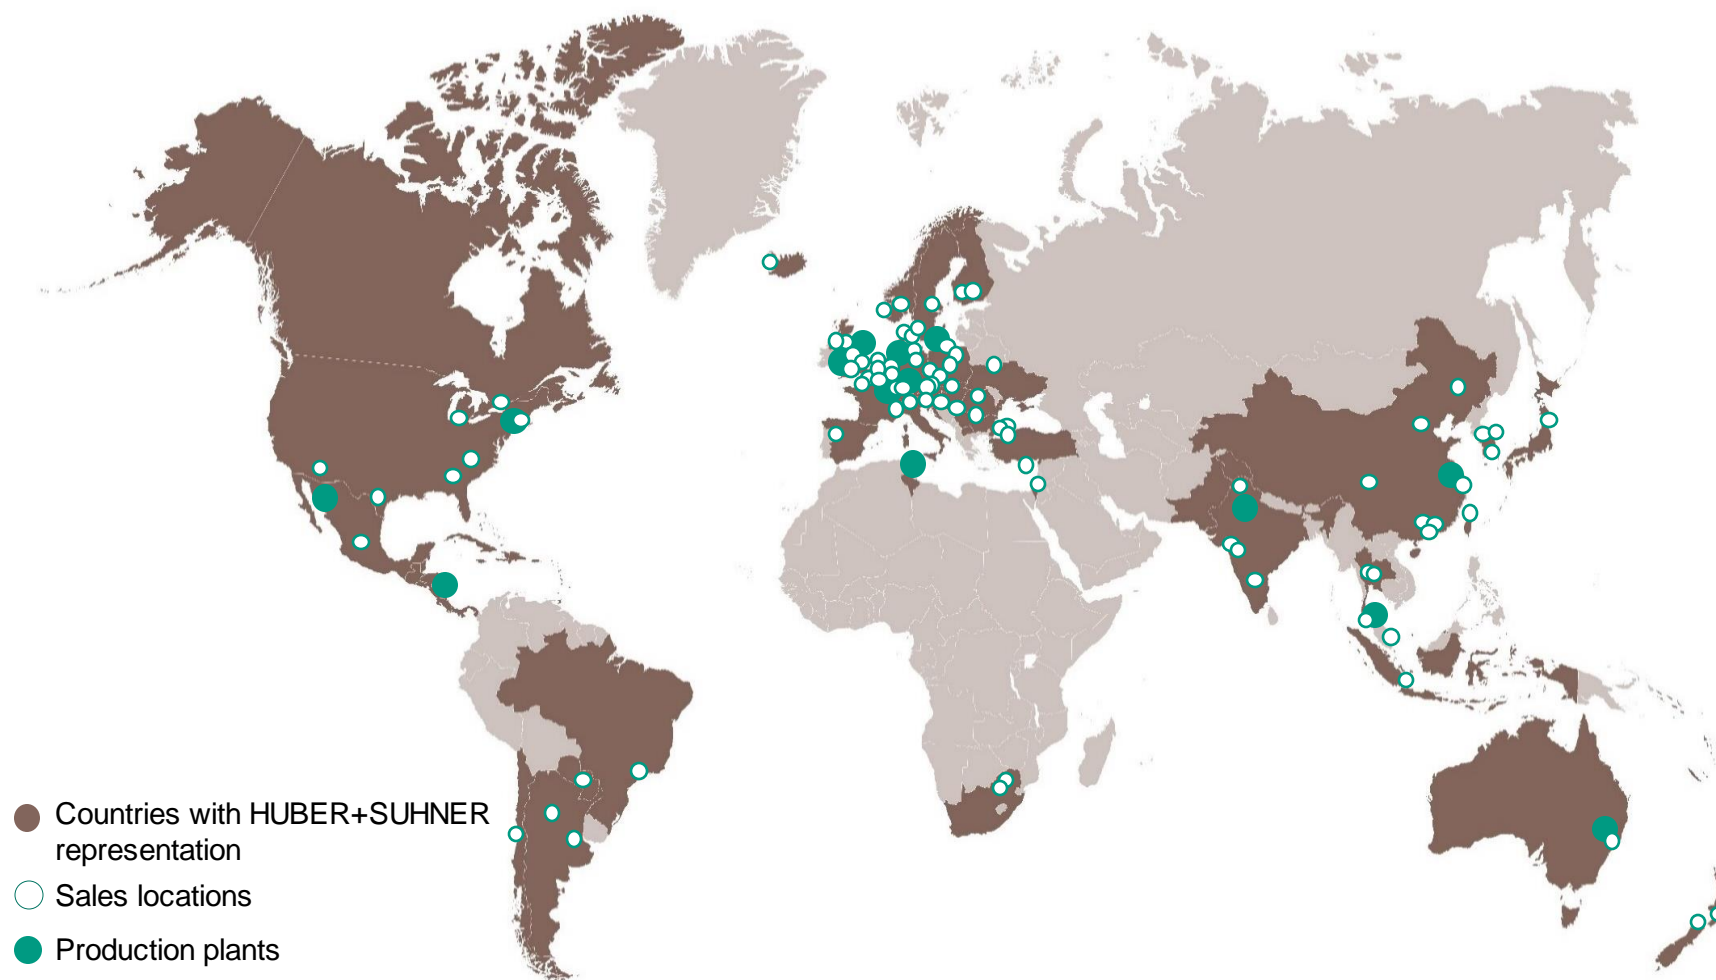 Countries with HUBER+SUHNER
representation
Sales locations
Production plants